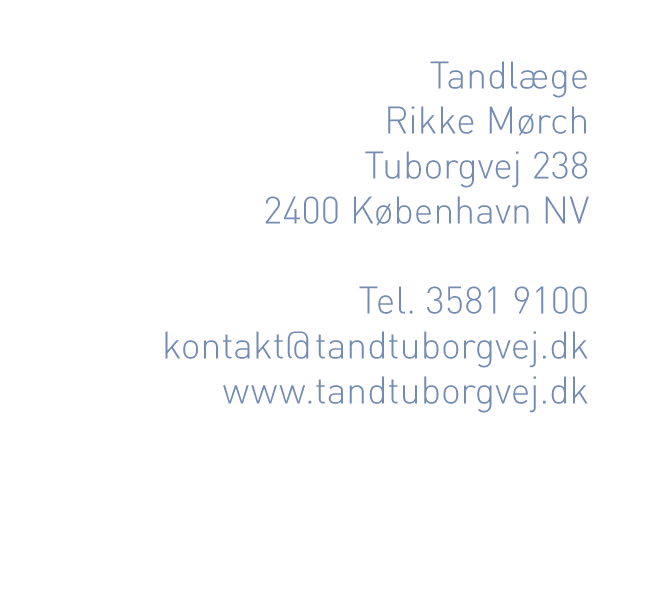 Tandlæge
Rikke Mørch
Tuborgvej 238
2400 København NV
Tel. 3581 9100
kontakt@tandtuborgvej.dk
www.tandtuborgvej.dk